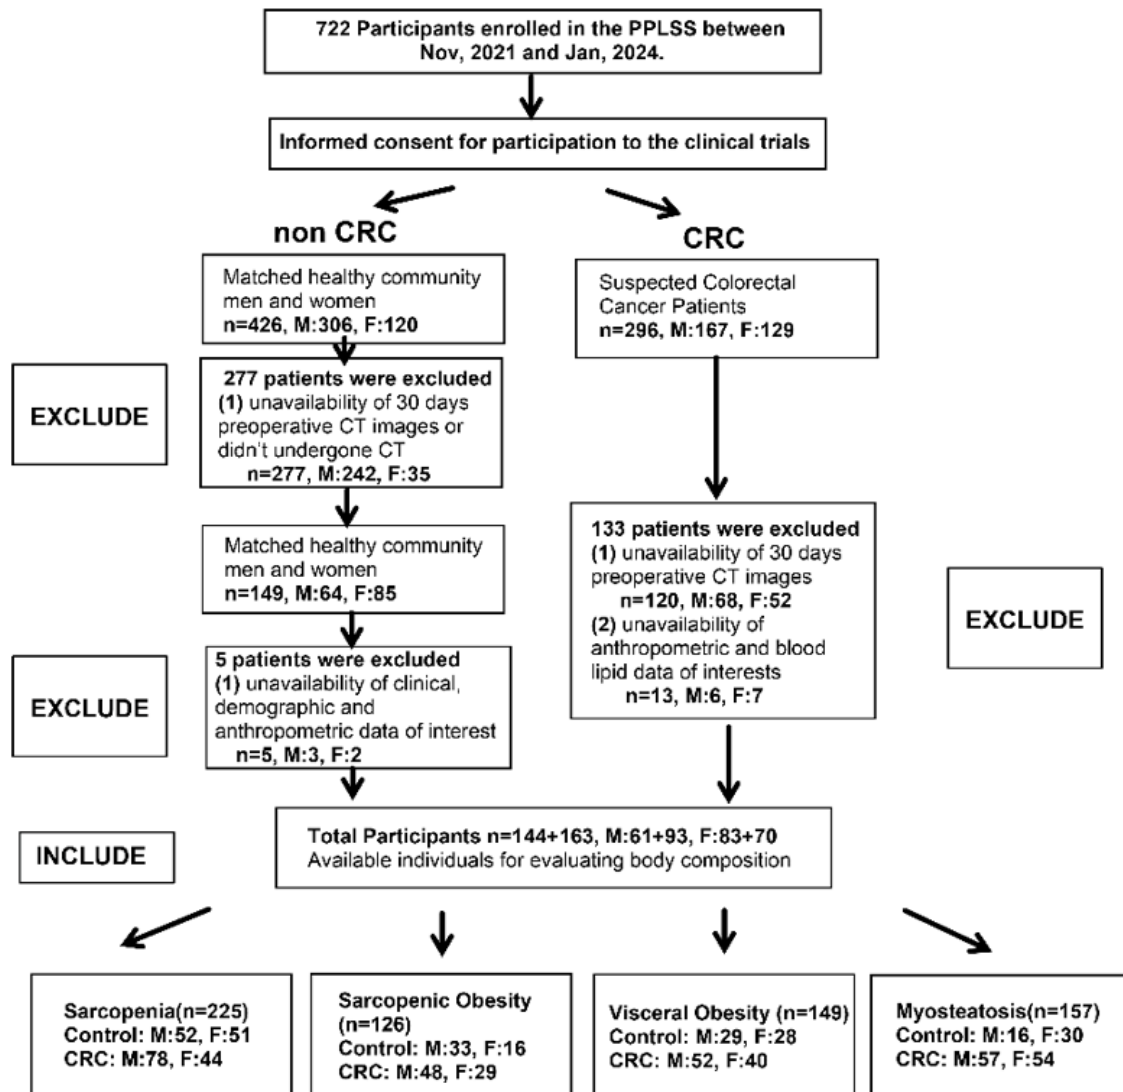 722 Participants enrolled in the PPLSS between
Nov, 2021 and Jan, 2024.
Informed consent for participation to the clinical trials
non CRC
CRC
Matched healthy community
men and women
n=426, M:306, F:120
Suspected Colorectal
Cancer Patients
n=296, M:167, F:129
EXCLUDE
277 patients were excluded
(1) unavailability of 30 days
preoperative CT images or
didn't undergone CT
n=277, M:242, F:35
Matched healthy community
men and women
n=149, M:64, F:85
133 patients were excluded
(1) unavailability of 30 days
preoperative CT images
n=120, M:68, F:52
(2) unavailability of
anthropometric and blood
lipid data of interests
n=13, M:6, F:7
EXCLUDE
EXCLUDE
5 patients were excluded
(1) unavailability of clinical,
demographic and
anthropometric data of interest
n=5, M:3, F:2
INCLUDE
Total Participants n=144+163, M:61+93, F:83+70
Available individuals for evaluating body composition
Sarcopenia(n=225)
Control: M:52, F:51
CRC: M:78, F:44
Sarcopenic Obesity
(n=126)
Control: M:33, F:16
CRC: M:48, F:29
Visceral Obesity (n=149)
Control: M:29, F:28
CRC: M:52, F:40
Myosteatosis(n=157)
Control: M:16, F:30
CRC: M:57, F:54